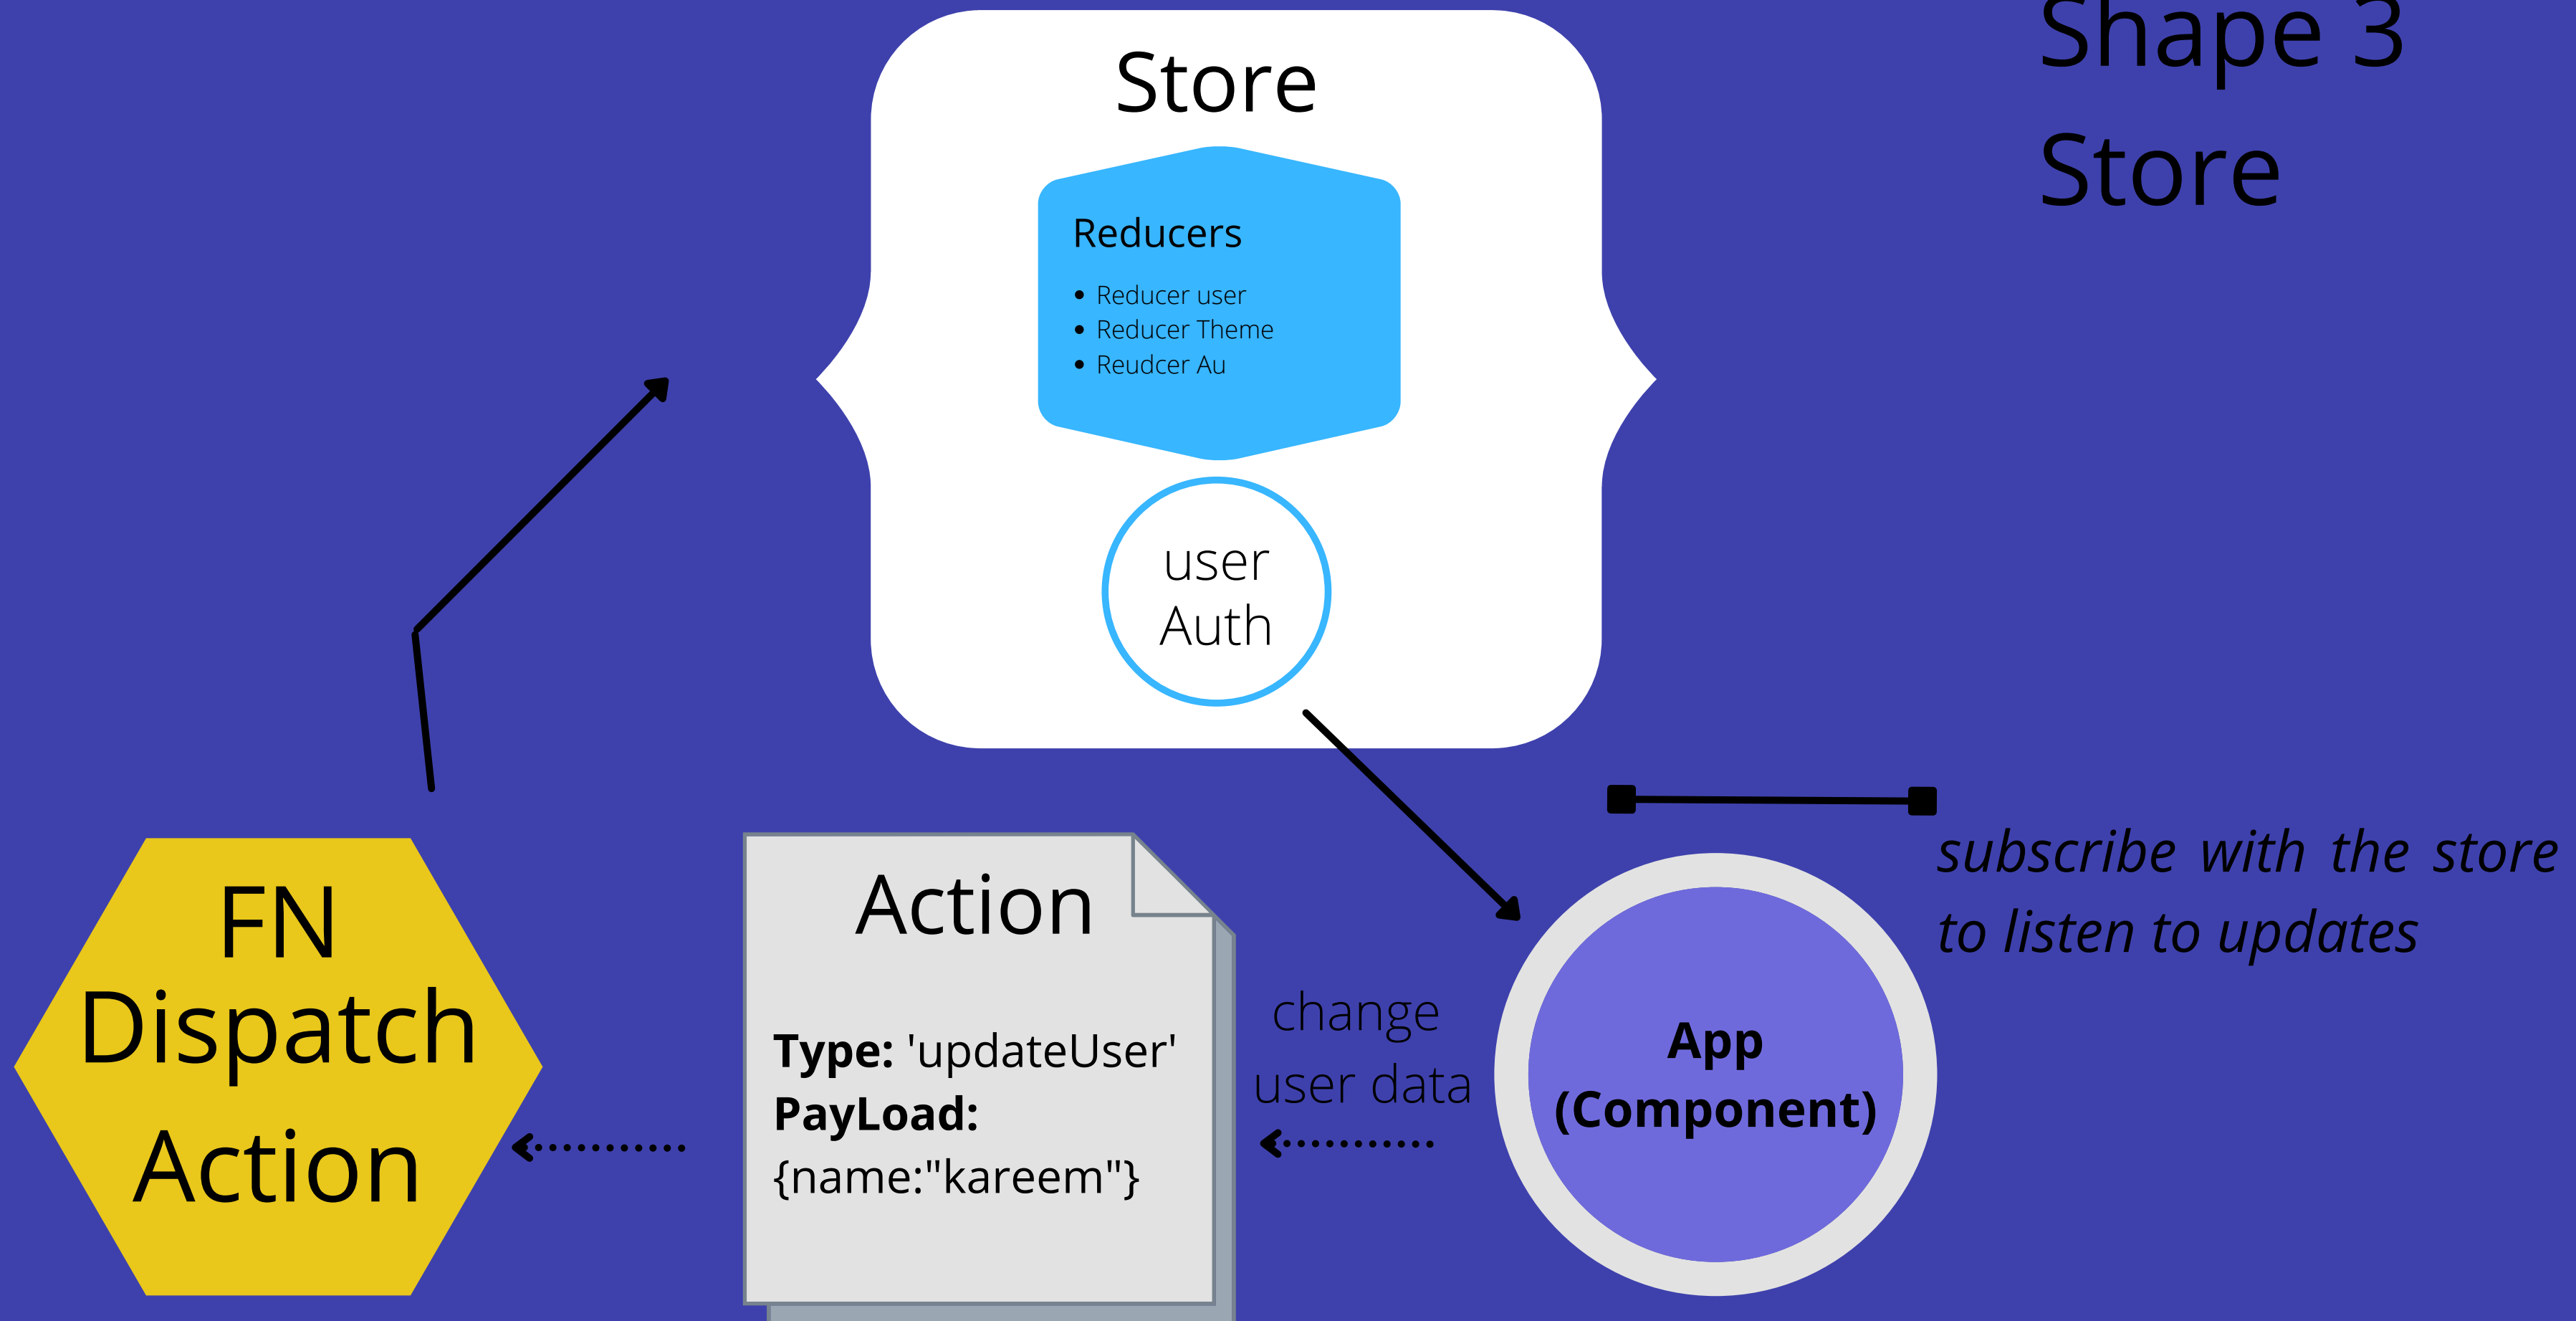 Shape 3
Store
Store
Reducers
• Reducer user
• Reducer Theme
• Reudcer Au
user
Auth
subscribe with the store
to listen to updates
FN
Dispatch
Action
Action
Type: 'updateUser'
PayLoad:
{name:"kareem"}
change
user data
App
(Component)